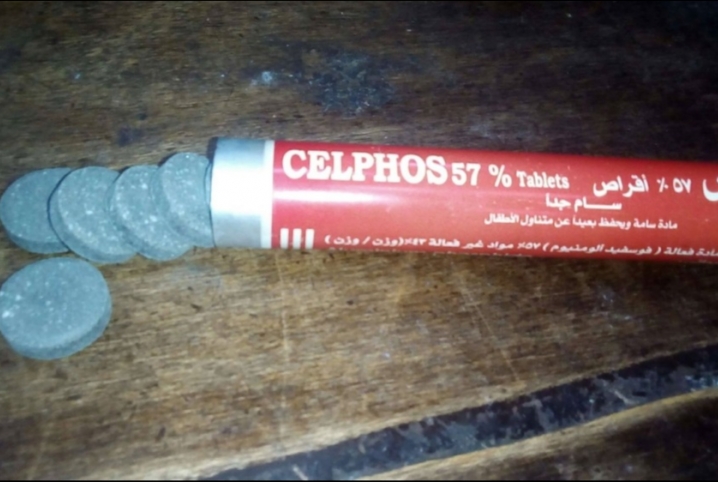 CELPHOS 57 % Tablets
٥٧ ٪ أقراص
سام جداً
مادة سامة ويحفظ بعيداً عن متناول الأطفال
مادة فعالة ( فوسفيد الومنيوم ) ٥٧٪ مواد غير فعالة ٤٣٪ (وزن / وزن)